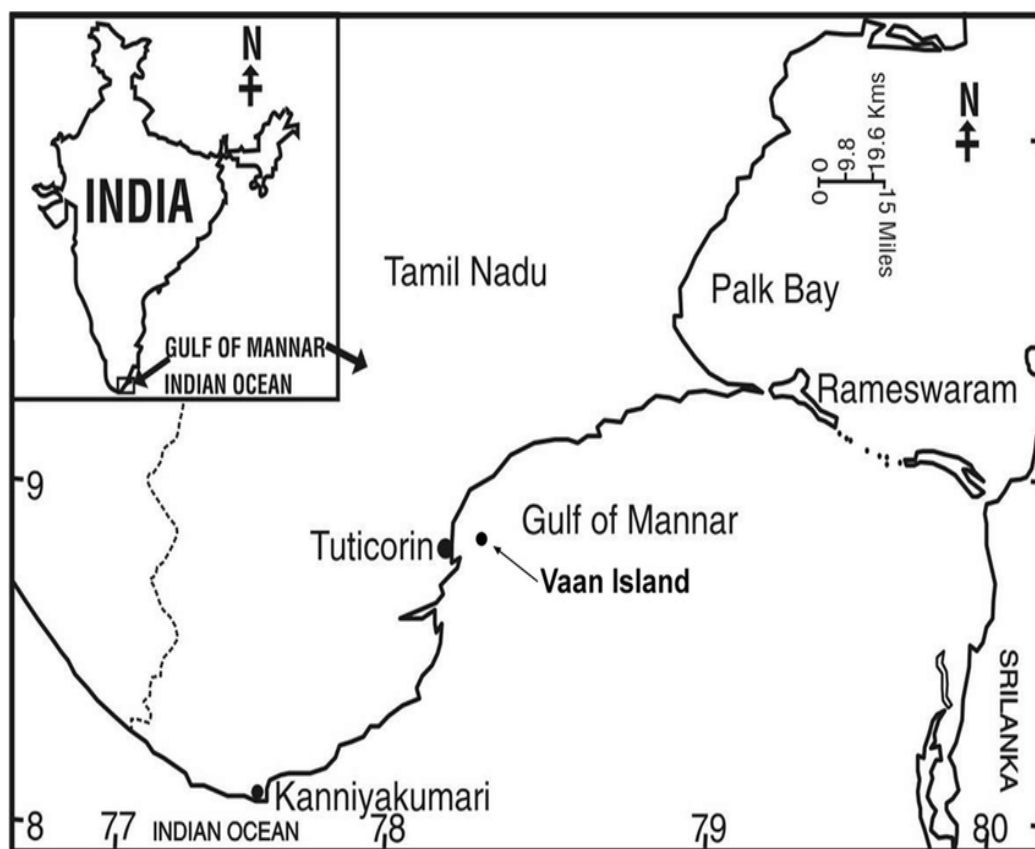 N
INDIA
GULF OF MANNAR
INDIAN OCEAN
N
0 9.8 19.6 Kms
0 15 Miles
Tamil Nadu
Palk Bay
Rameswaram
9
Gulf of Mannar
Tuticorin
Vaan Island
SRILANKA
Kanniyakumari
8
77
INDIAN OCEAN
78
79
80